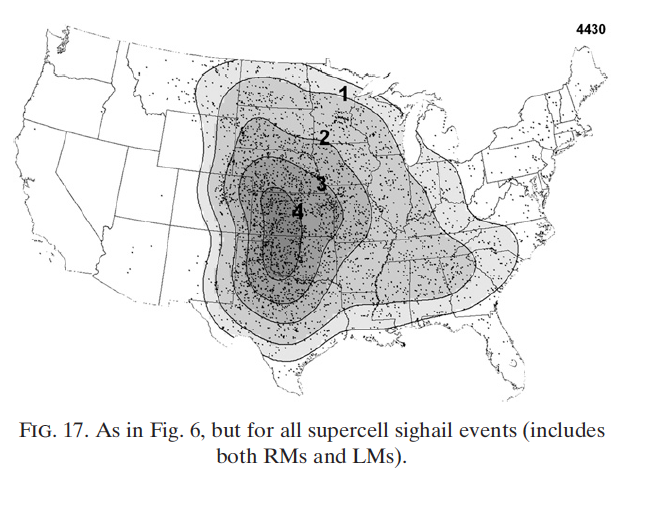 4430
1
2
3
4
FIG. 17. As in Fig. 6, but for all supercell sighail events (includes
both RMs and LMs).